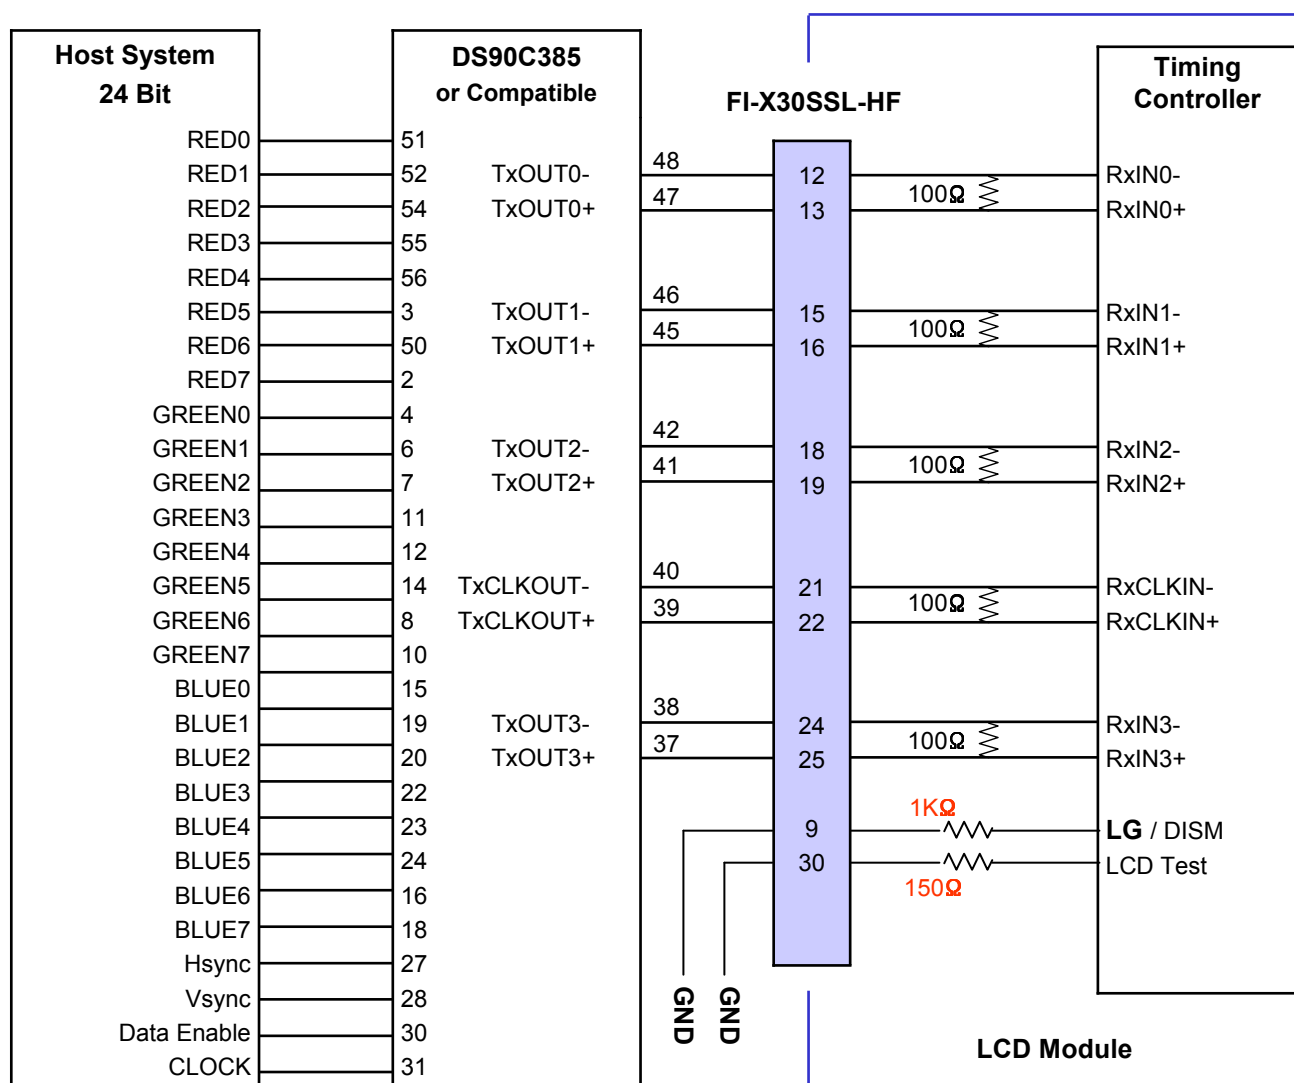 Host System
24 Bit
DS90C385
or Compatible
FI-X30SSL-HF
Timing
Controller
RED0 51
RED1 52 TxOUT0- 48 12 RxIN0-
100Ω
RED2 54 TxOUT0+ 47 13 RxIN0+
RED3 55
RED4 56
RED5 3 TxOUT1- 46 15 RxIN1-
100Ω
RED6 50 TxOUT1+ 45 16 RxIN1+
RED7 2
GREEN0 4
GREEN1 6 TxOUT2- 42 18 RxIN2-
100Ω
GREEN2 7 TxOUT2+ 41 19 RxIN2+
GREEN3 11
GREEN4 12
GREEN5 14 TxCLKOUT- 40 21 RxCLKIN-
100Ω
GREEN6 8 TxCLKOUT+ 39 22 RxCLKIN+
GREEN7 10
BLUE0 15
BLUE1 19 TxOUT3- 38 24 RxIN3-
100Ω
BLUE2 20 TxOUT3+ 37 25 RxIN3+
BLUE3 22
1KΩ
BLUE4 23 9 LG / DISM
BLUE5 24 30 LCD Test
150Ω
BLUE6 16
BLUE7 18
Hsync 27
Vsync 28
GND
GND
Data Enable 30
LCD Module
CLOCK 31